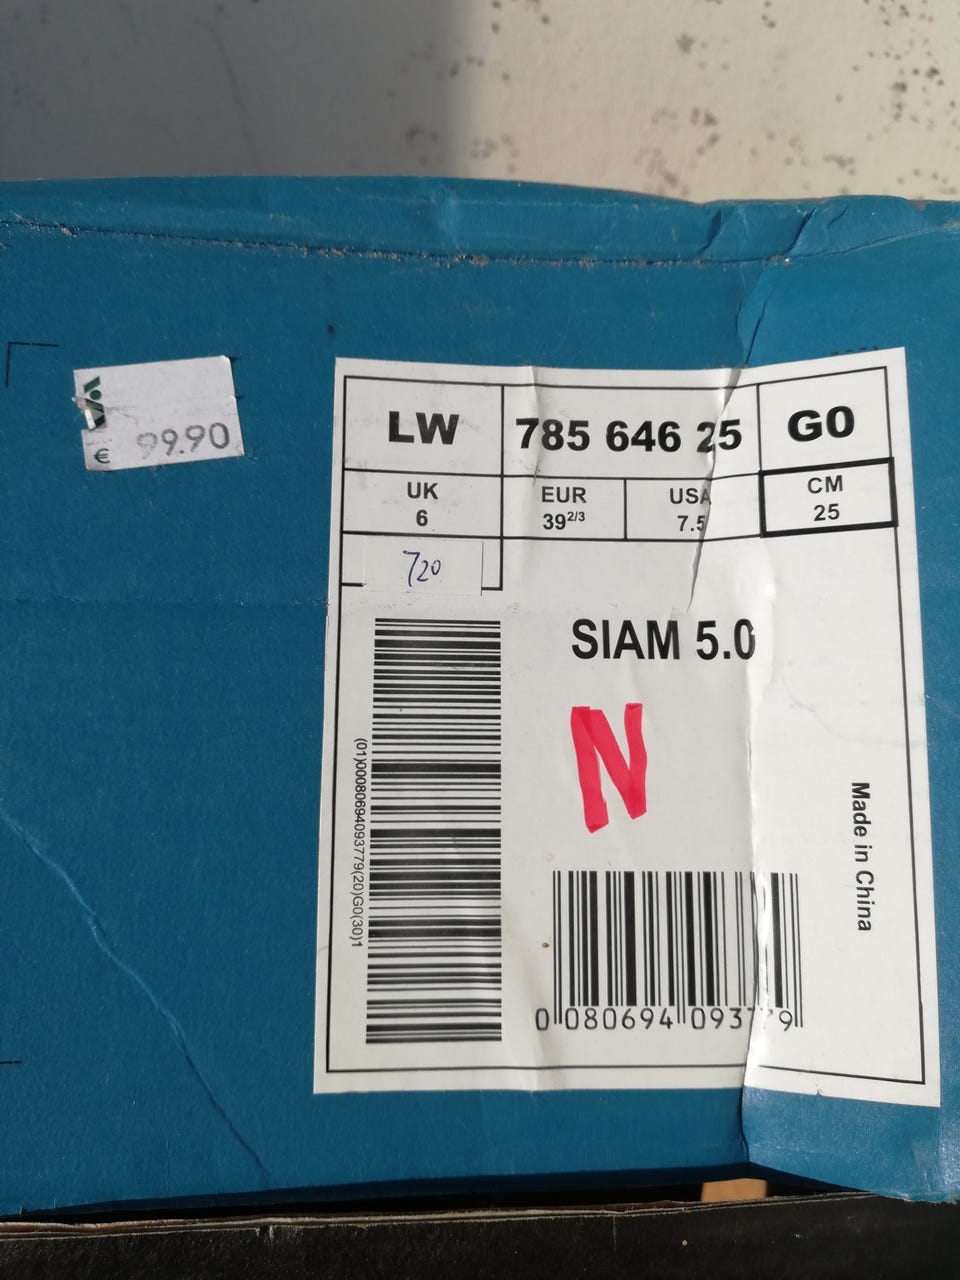 € 99.90
LW 785 646 25 G0
UK EUR USA CM
6 39 2/3 7.5 25
720
SIAM 5.0
N
(01)00080694093779(20)G0(30)1
Made in China
0 080694 093779